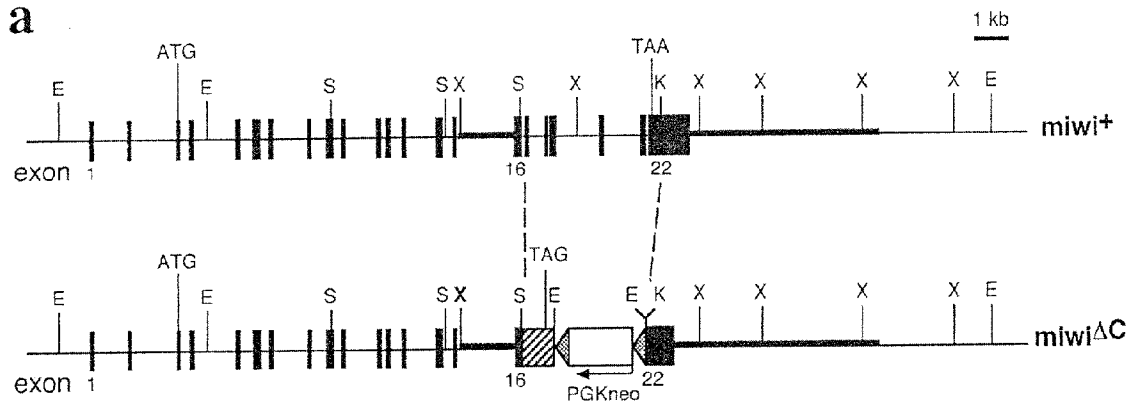 a
1 kb
ATG TAA
E E S S X S X K X X X X E
miwi+
exon 1 16 22
TAG
ATG
E E S S X S E E K X X X X E
miwiΔC
exon 1 16 22
PGKneo